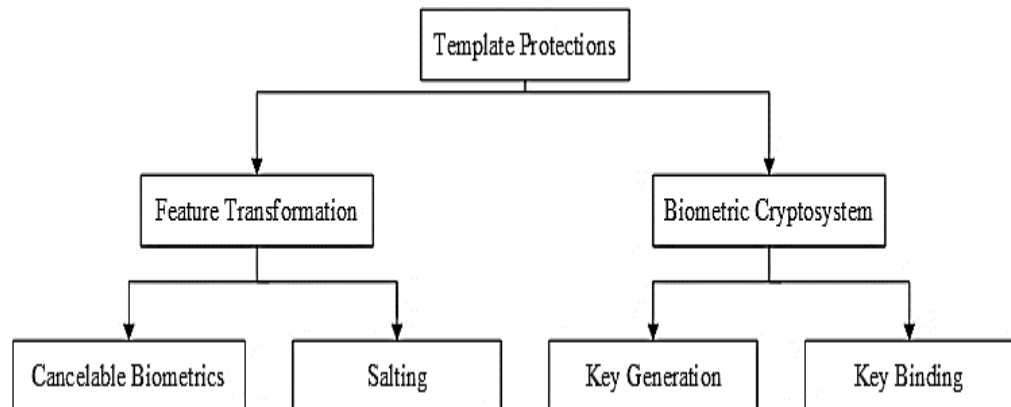 Template Protections
Feature Transformation
Biometric Cryptosystem
Cancelable Biometrics
Salting
Key Generation
Key Binding